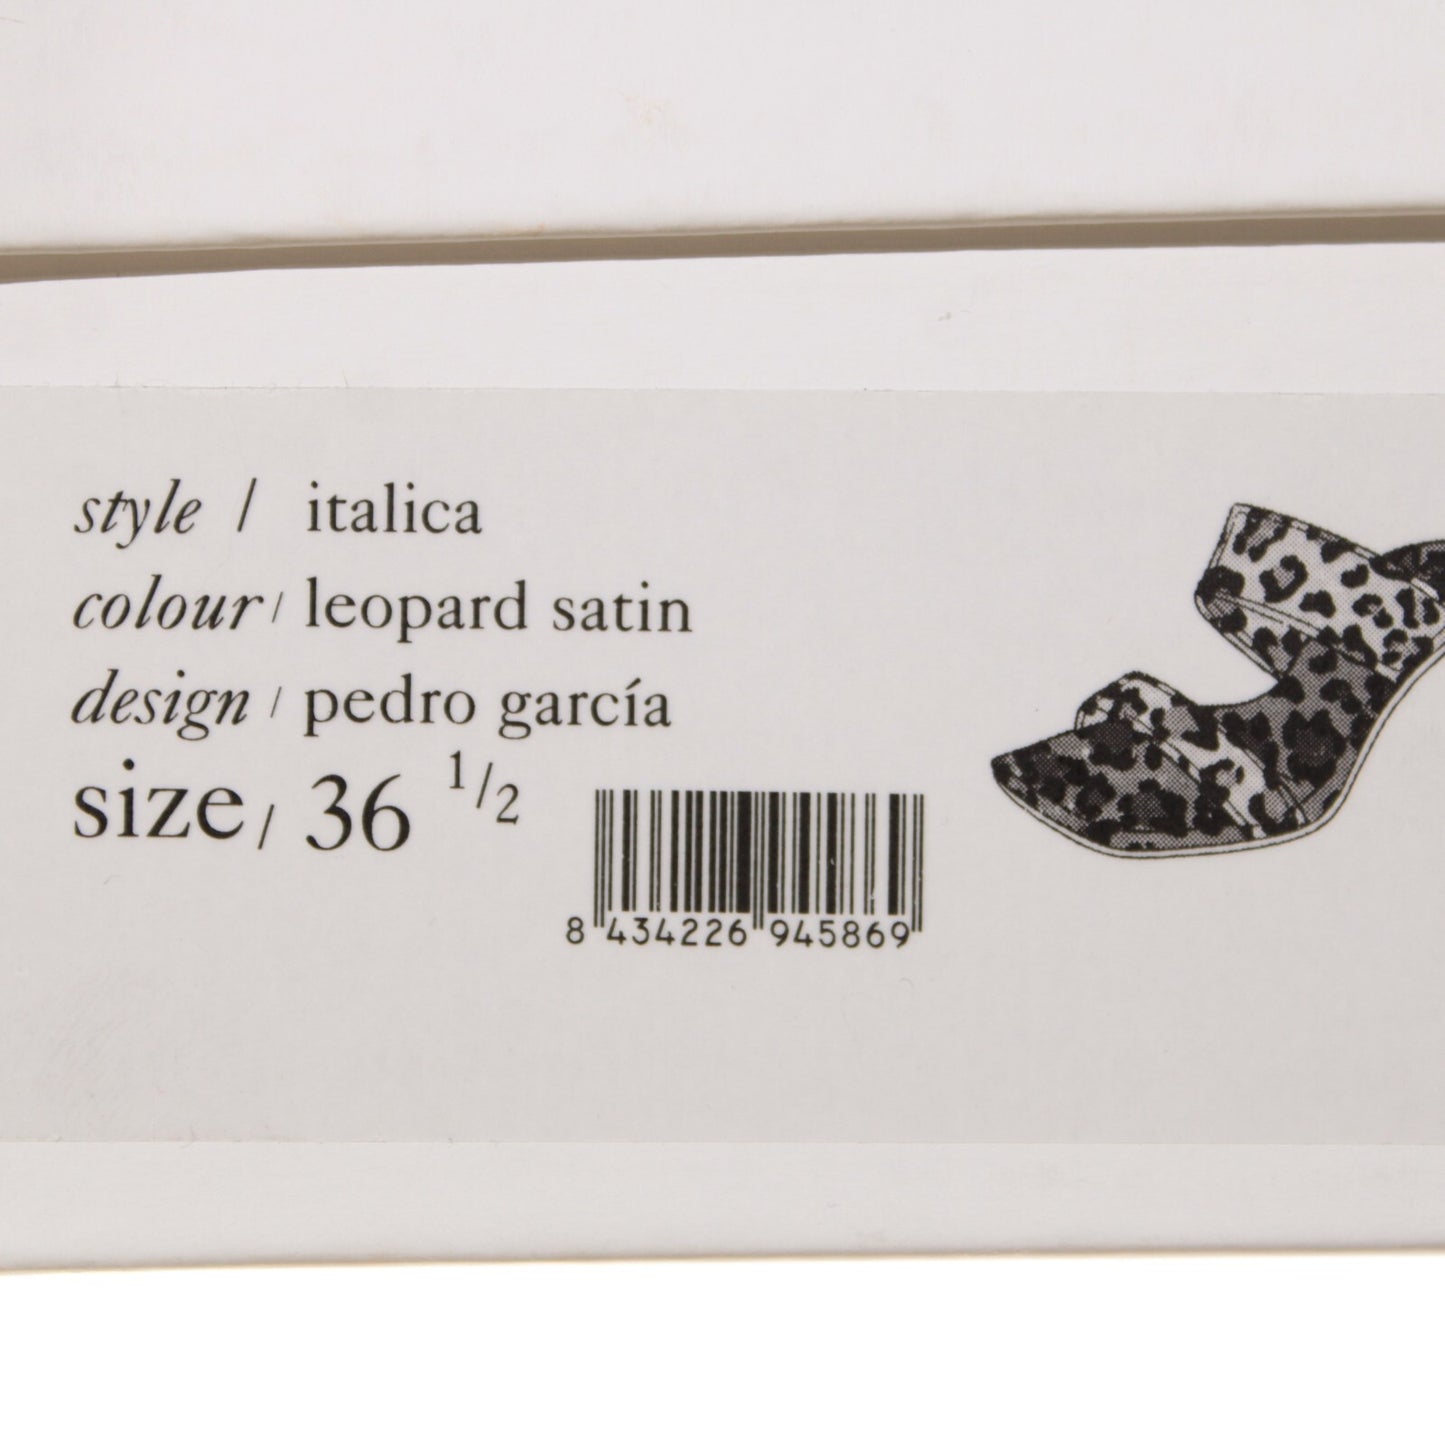 style / italica
colour / leopard satin
design / pedro garcía
size / 36 1/2
8 434226 945869